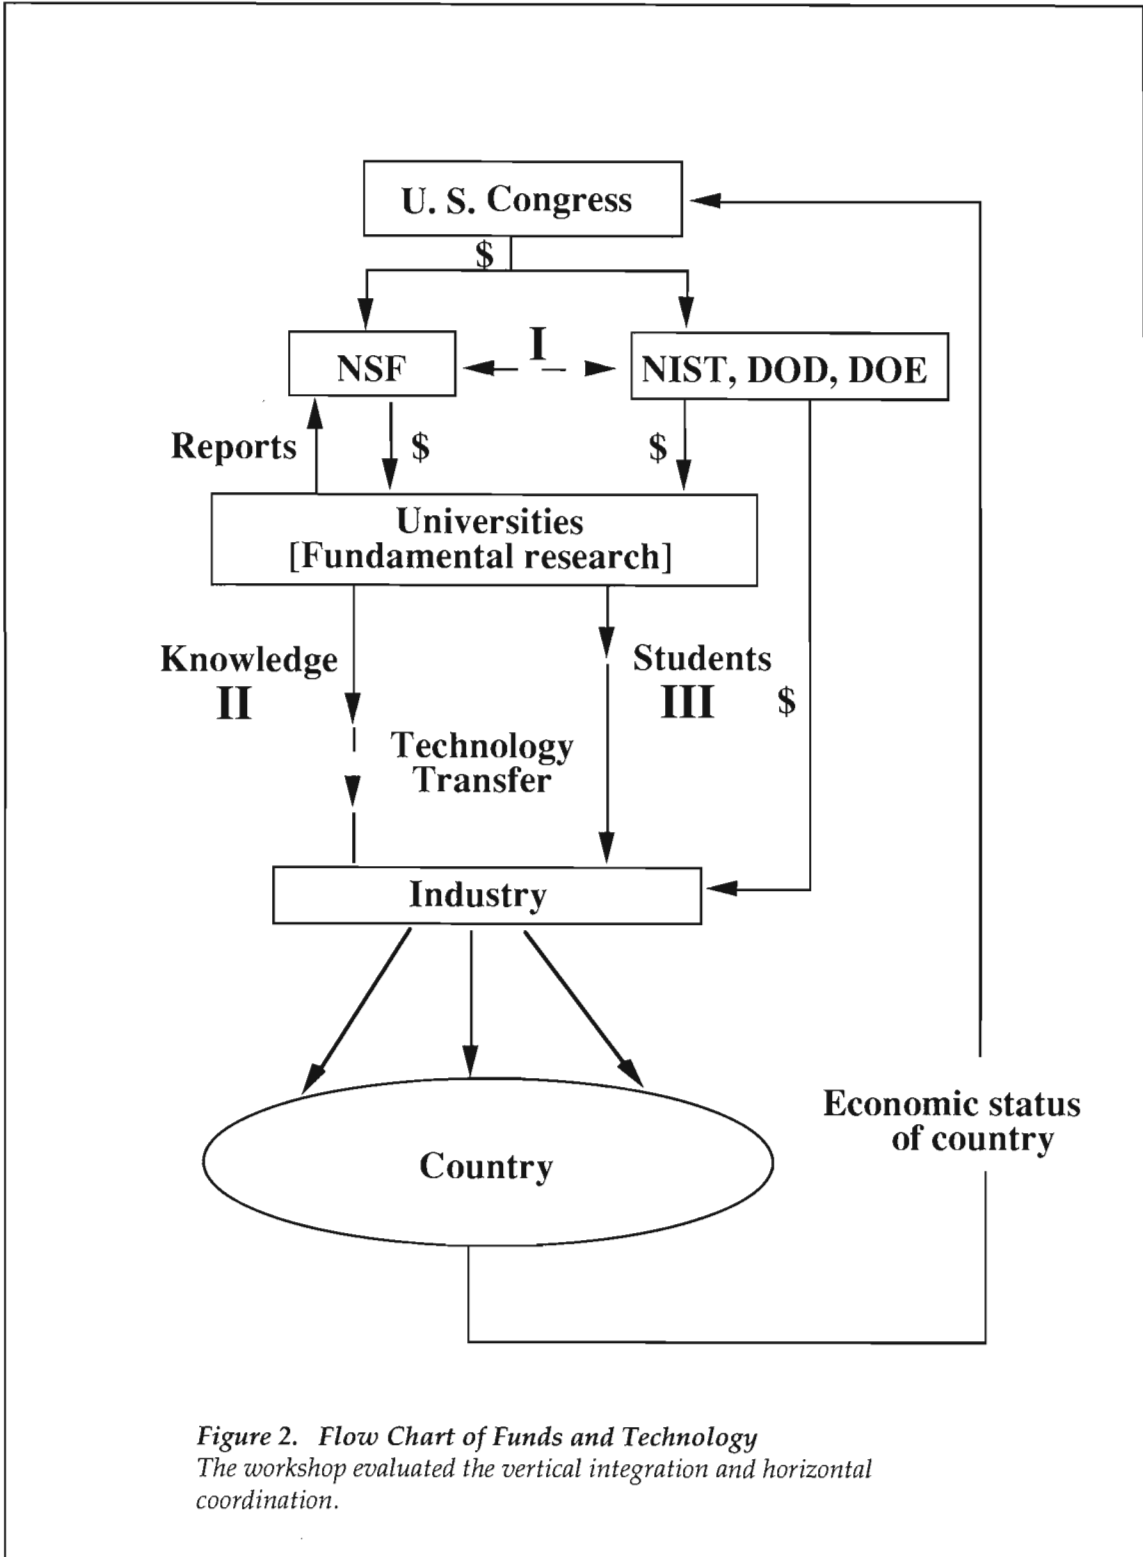 U. S. Congress
$
I
NSF
NIST, DOD, DOE
Reports
$
$
Universities
[Fundamental research]
Knowledge
II
Students
III
$
Technology
Transfer
Industry
Country
Economic status
of country
Figure 2. Flow Chart of Funds and Technology
The workshop evaluated the vertical integration and horizontal
coordination.